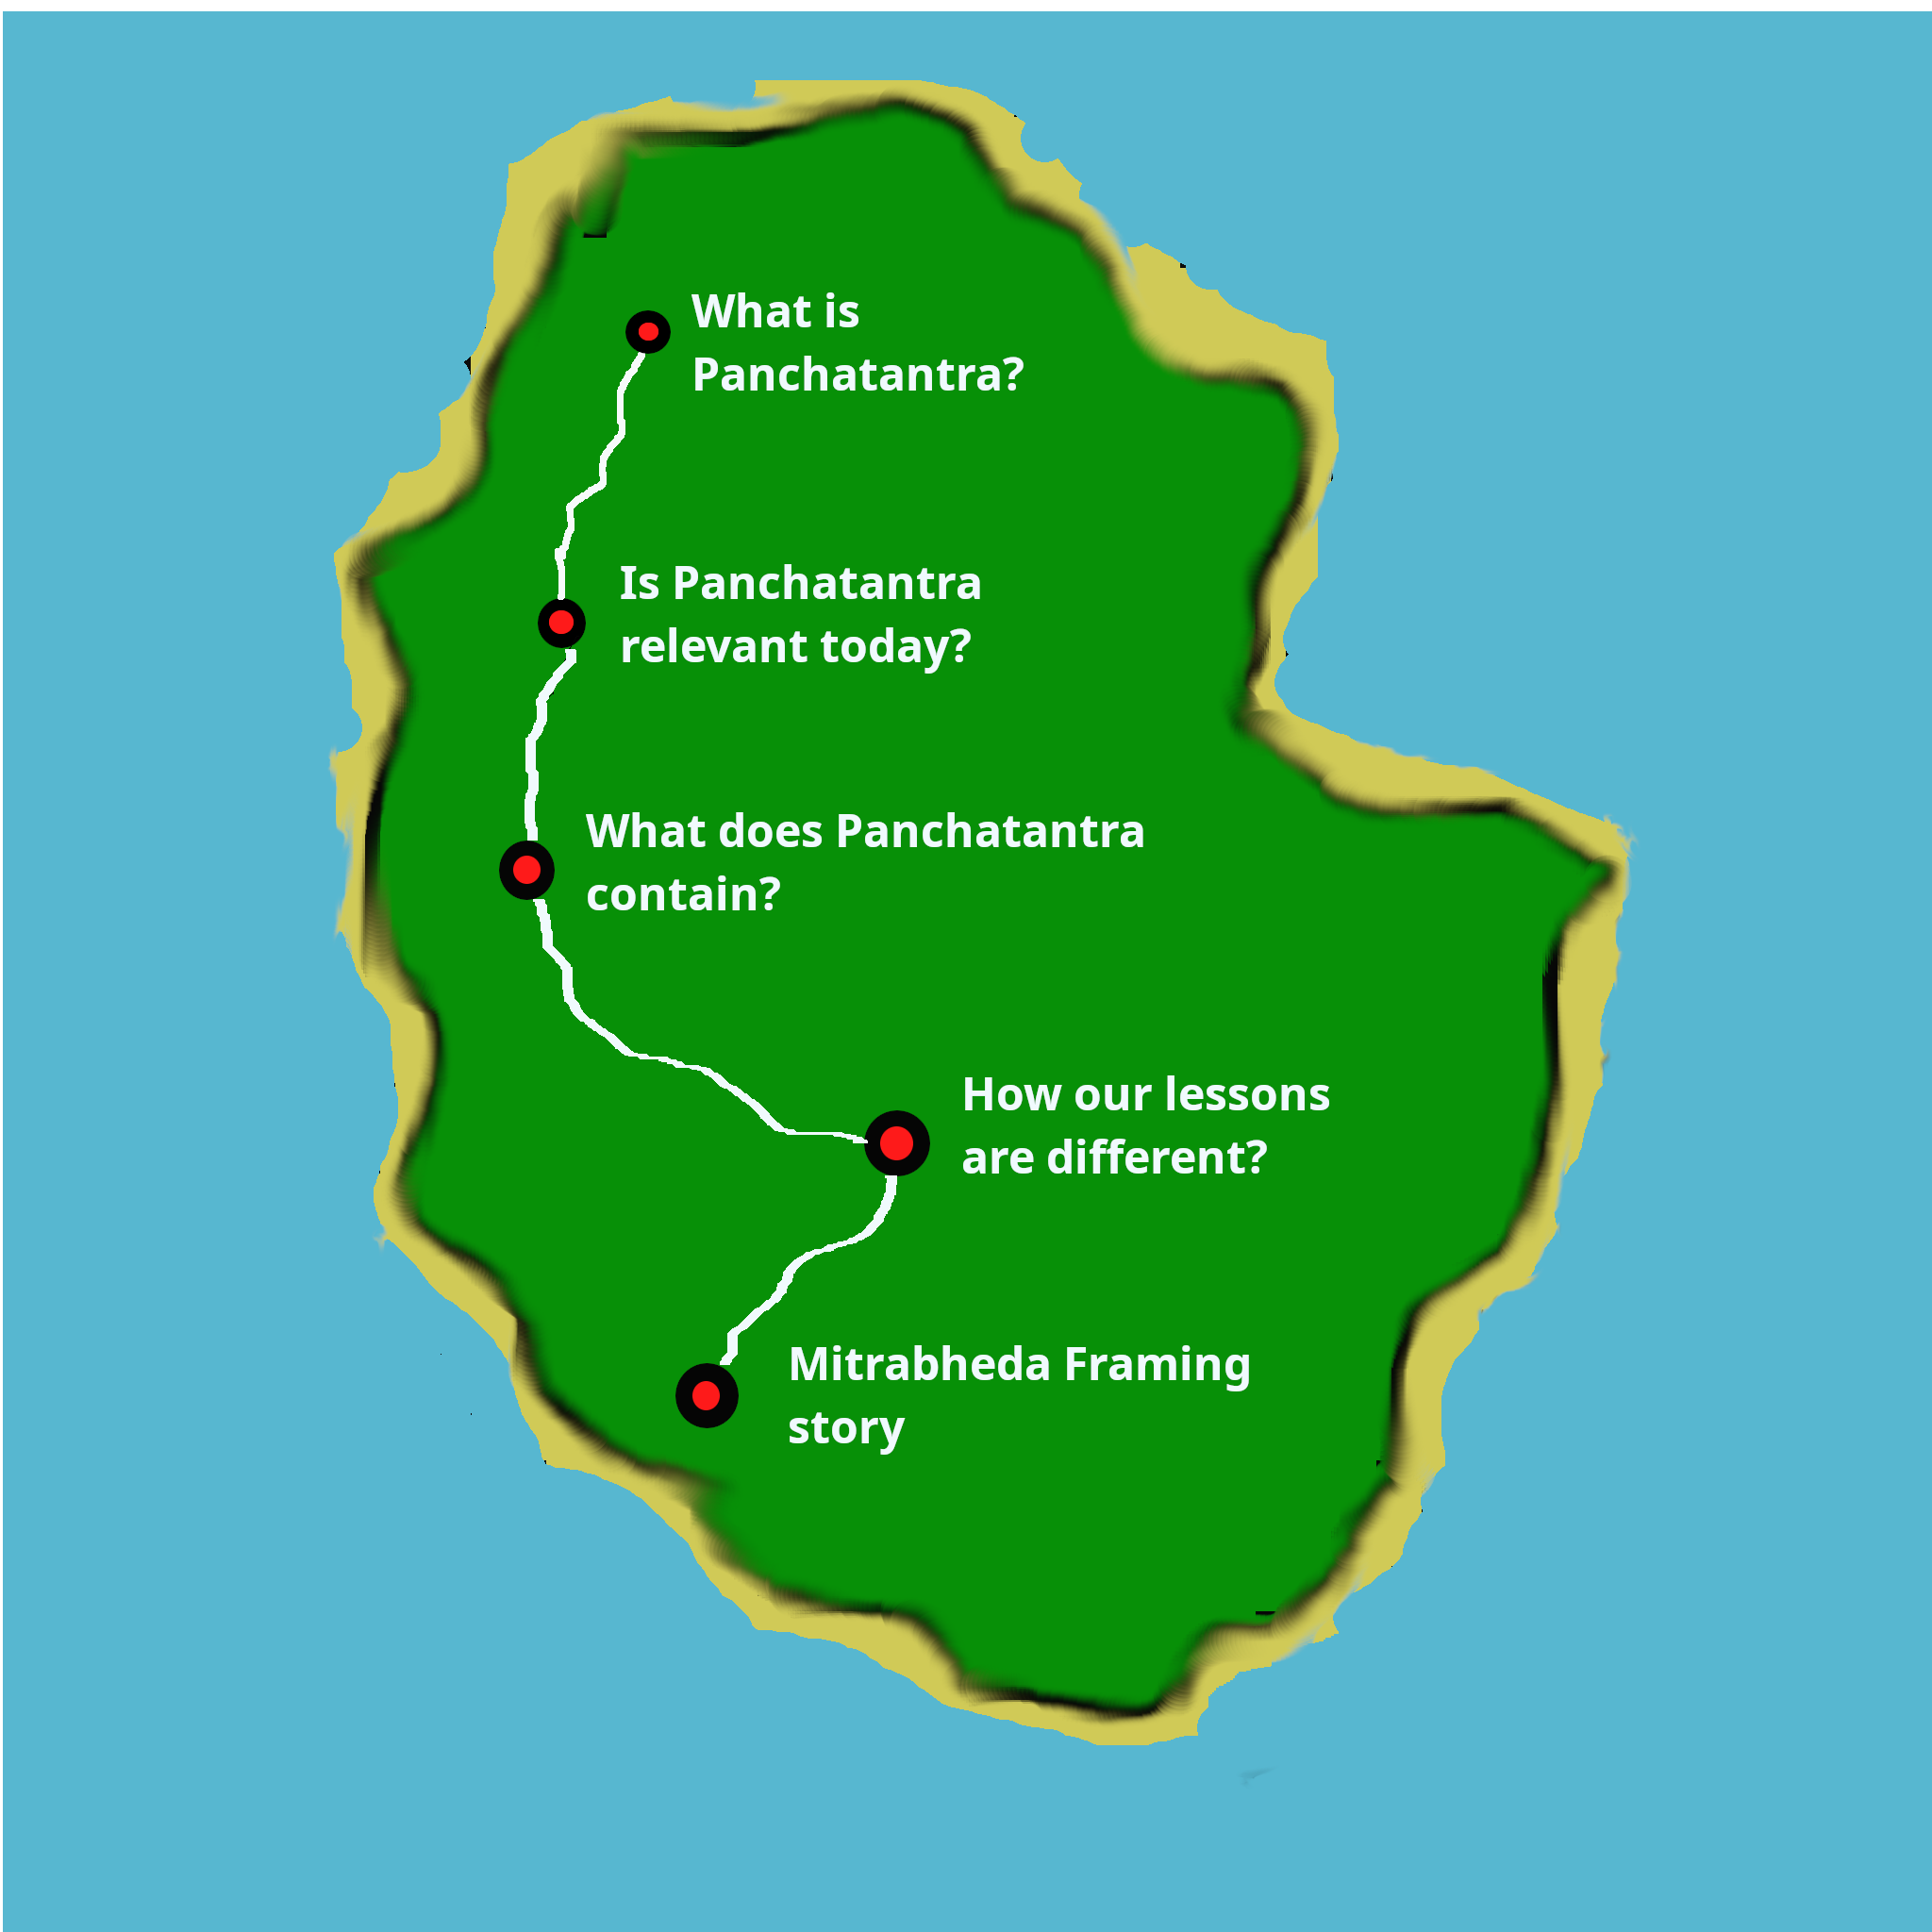 What is
Panchatantra?
Is Panchatantra
relevant today?
What does Panchatantra
contain?
How our lessons
are different?
Mitrabheda Framing
story